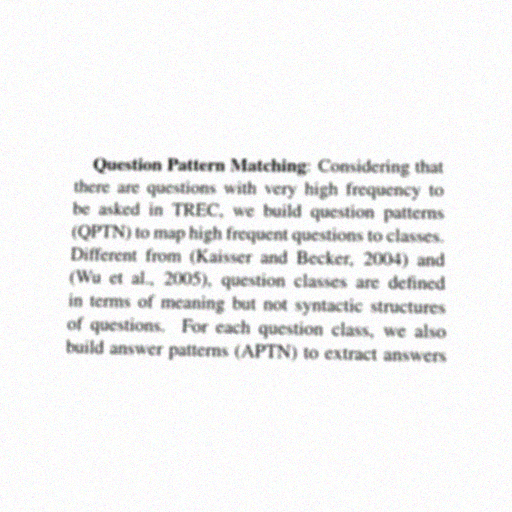 Question Pattern Matching: Considering that
there are questions with very high frequency to
be asked in TREC, we build question patterns
(QPTN) to map high frequent questions to classes.
Different from (Kaisser and Becker, 2004) and
(Wu et al., 2005), question classes are defined
in terms of meaning but not syntactic structures
of questions. For each question class, we also
build answer patterns (APTN) to extract answers